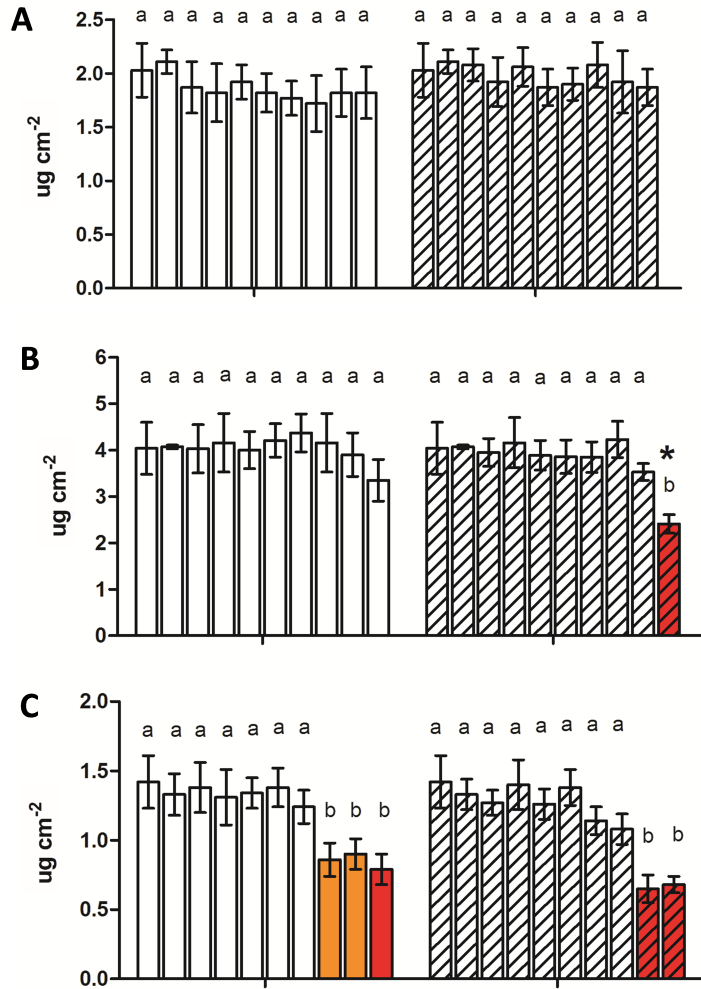 A
a a a a a a a a a a a a a a a a a a a a
2.5
2.0
1.5
1.0
0.5
0.0
ug cm-2
B
6
a a a a a a a a a a a a a a a a a a a
5
4
*
b
3
2
1
0
ug cm-2
C
2.0
a a a a a a a a a a a a a a a
1.5
b b b b b
1.0
0.5
0.0
ug cm-2